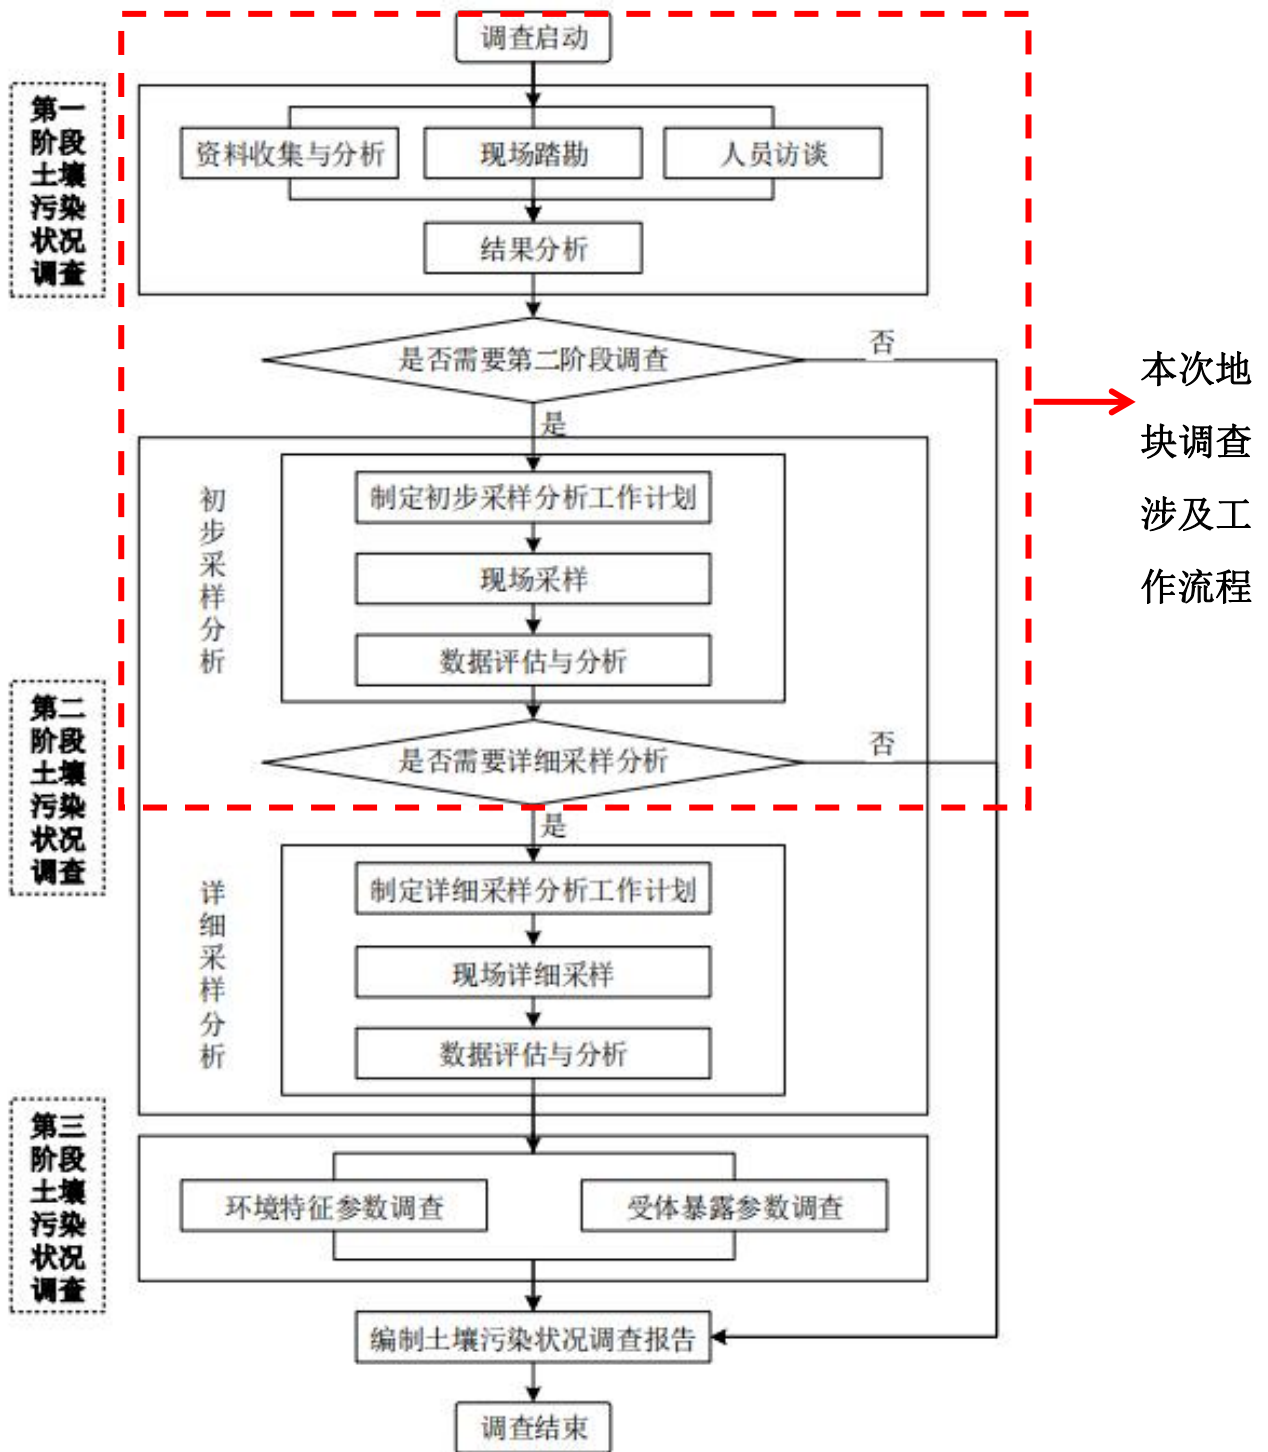 调查启动
第一
阶段
土壤
污染
状况
调查
资料收集与分析
现场踏勘
人员访谈
结果分析
是否需要第二阶段调查
否
是
本次地
块调查
涉及工
作流程
初
步
采
样
分
析
制定初步采样分析工作计划
现场采样
数据评估与分析
第二
阶段
土壤
污染
状况
调查
是否需要详细采样分析
否
是
详
细
采
样
分
析
制定详细采样分析工作计划
现场详细采样
数据评估与分析
第三
阶段
土壤
污染
状况
调查
环境特征参数调查
受体暴露参数调查
编制土壤污染状况调查报告
调查结束